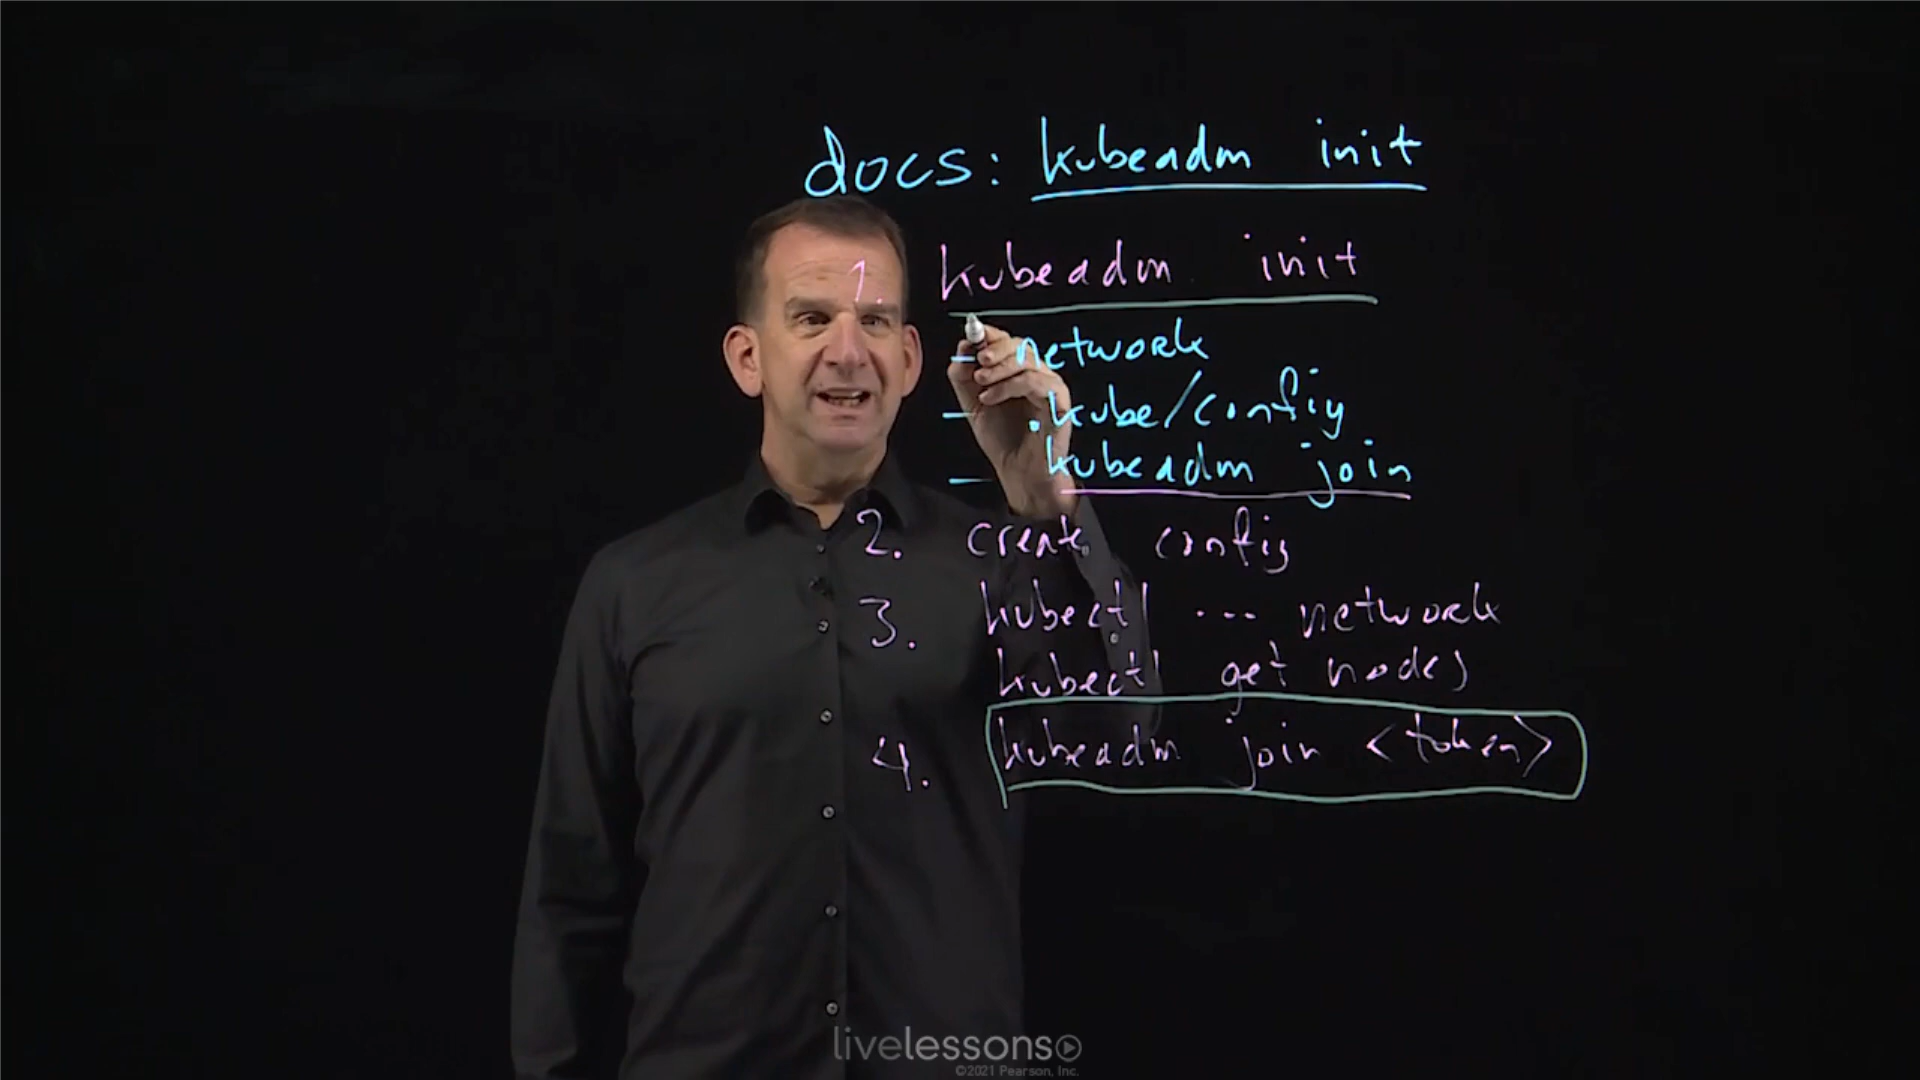 docs: kubeadm init
1. kubeadm init
- network
- .kube/config
- kubeadm join
2. create config
3. kubectl ... network
kubectl get nodes
4. kubeadm join <token>
livelessons
©2021 Pearson, Inc.